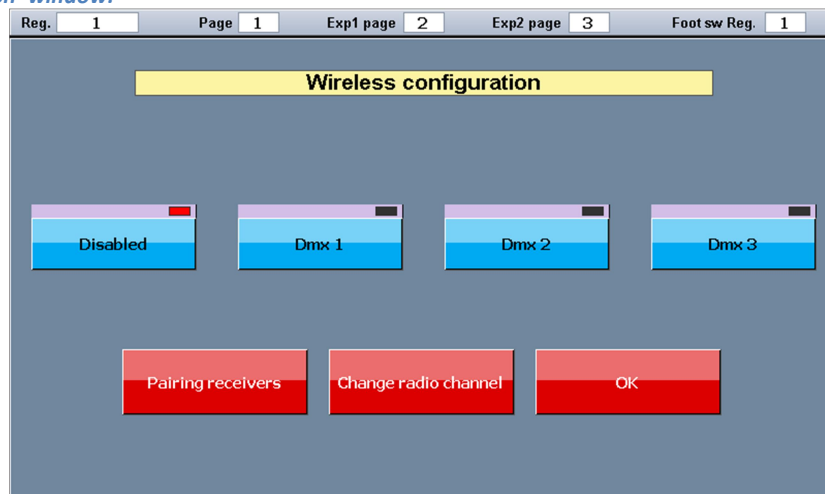 window.
Reg. 1 Page 1 Exp1 page 2 Exp2 page 3 Foot sw Reg. 1
Wireless configuration
Disabled Dmx 1 Dmx 2 Dmx 3
Pairing receivers Change radio channel OK